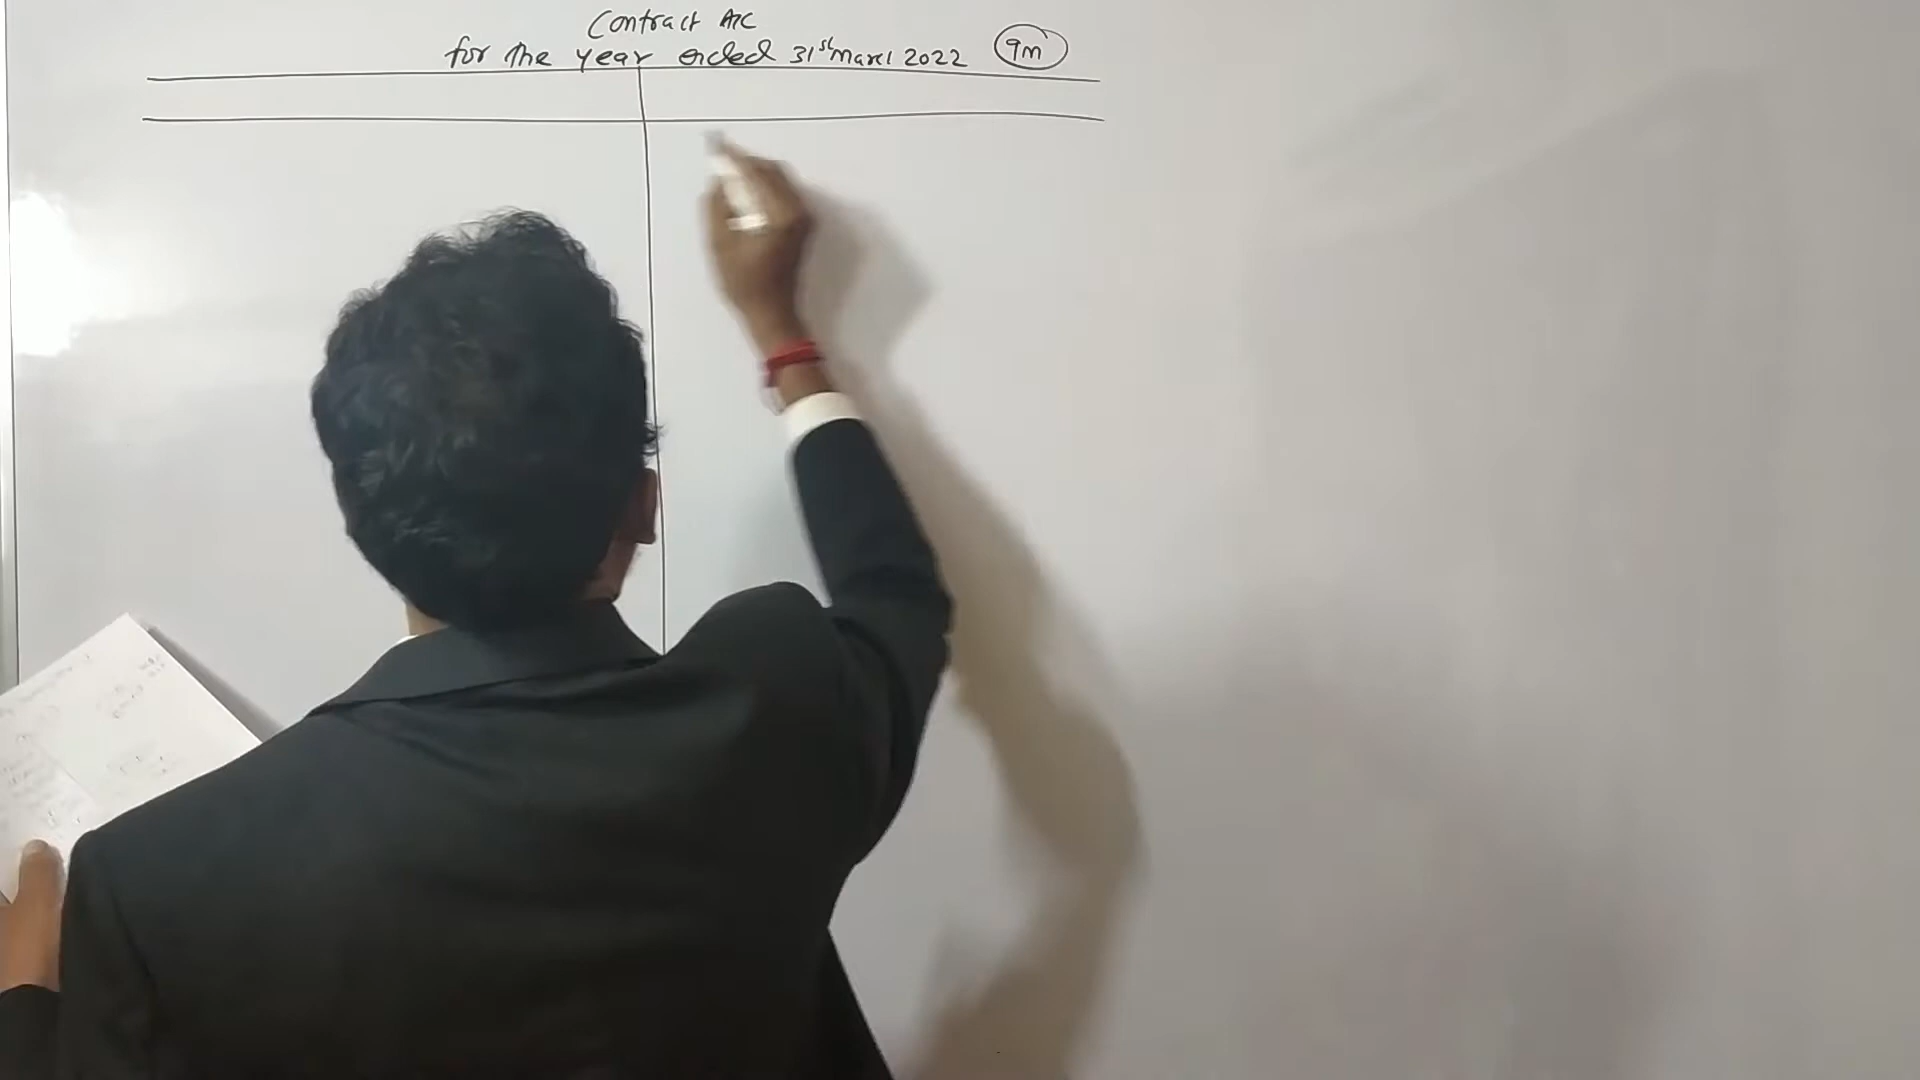 Contract A/C
for the year ended 31st March 2022 9m